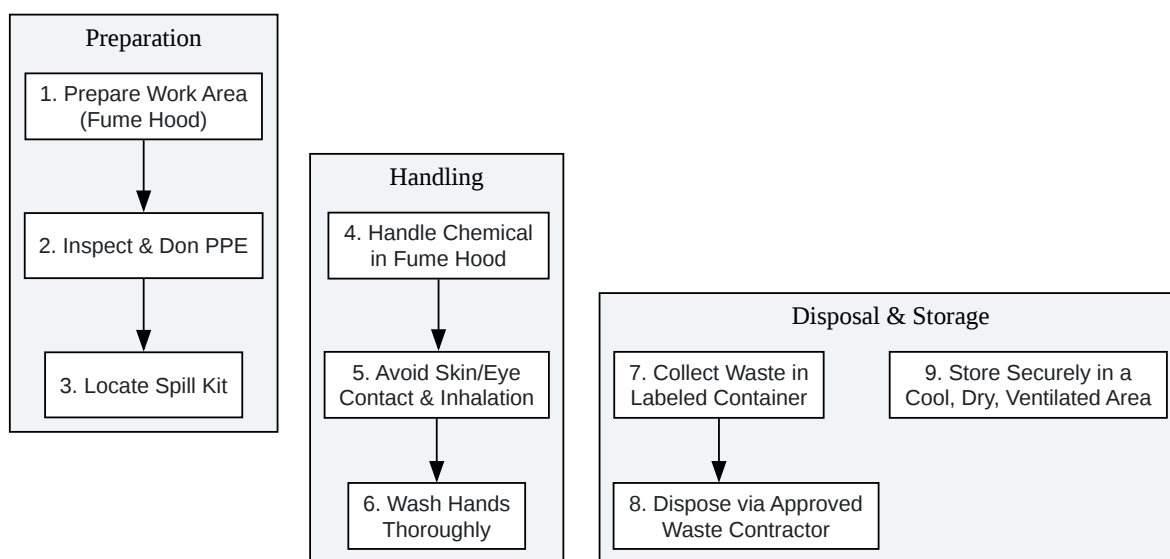 Preparation
1. Prepare Work Area
(Fume Hood)
2. Inspect & Don PPE
3. Locate Spill Kit
Handling
4. Handle Chemical
in Fume Hood
5. Avoid Skin/Eye
Contact & Inhalation
6. Wash Hands
Thoroughly
Disposal & Storage
7. Collect Waste in
Labeled Container
8. Dispose via Approved
Waste Contractor
9. Store Securely in a
Cool, Dry, Ventilated Area